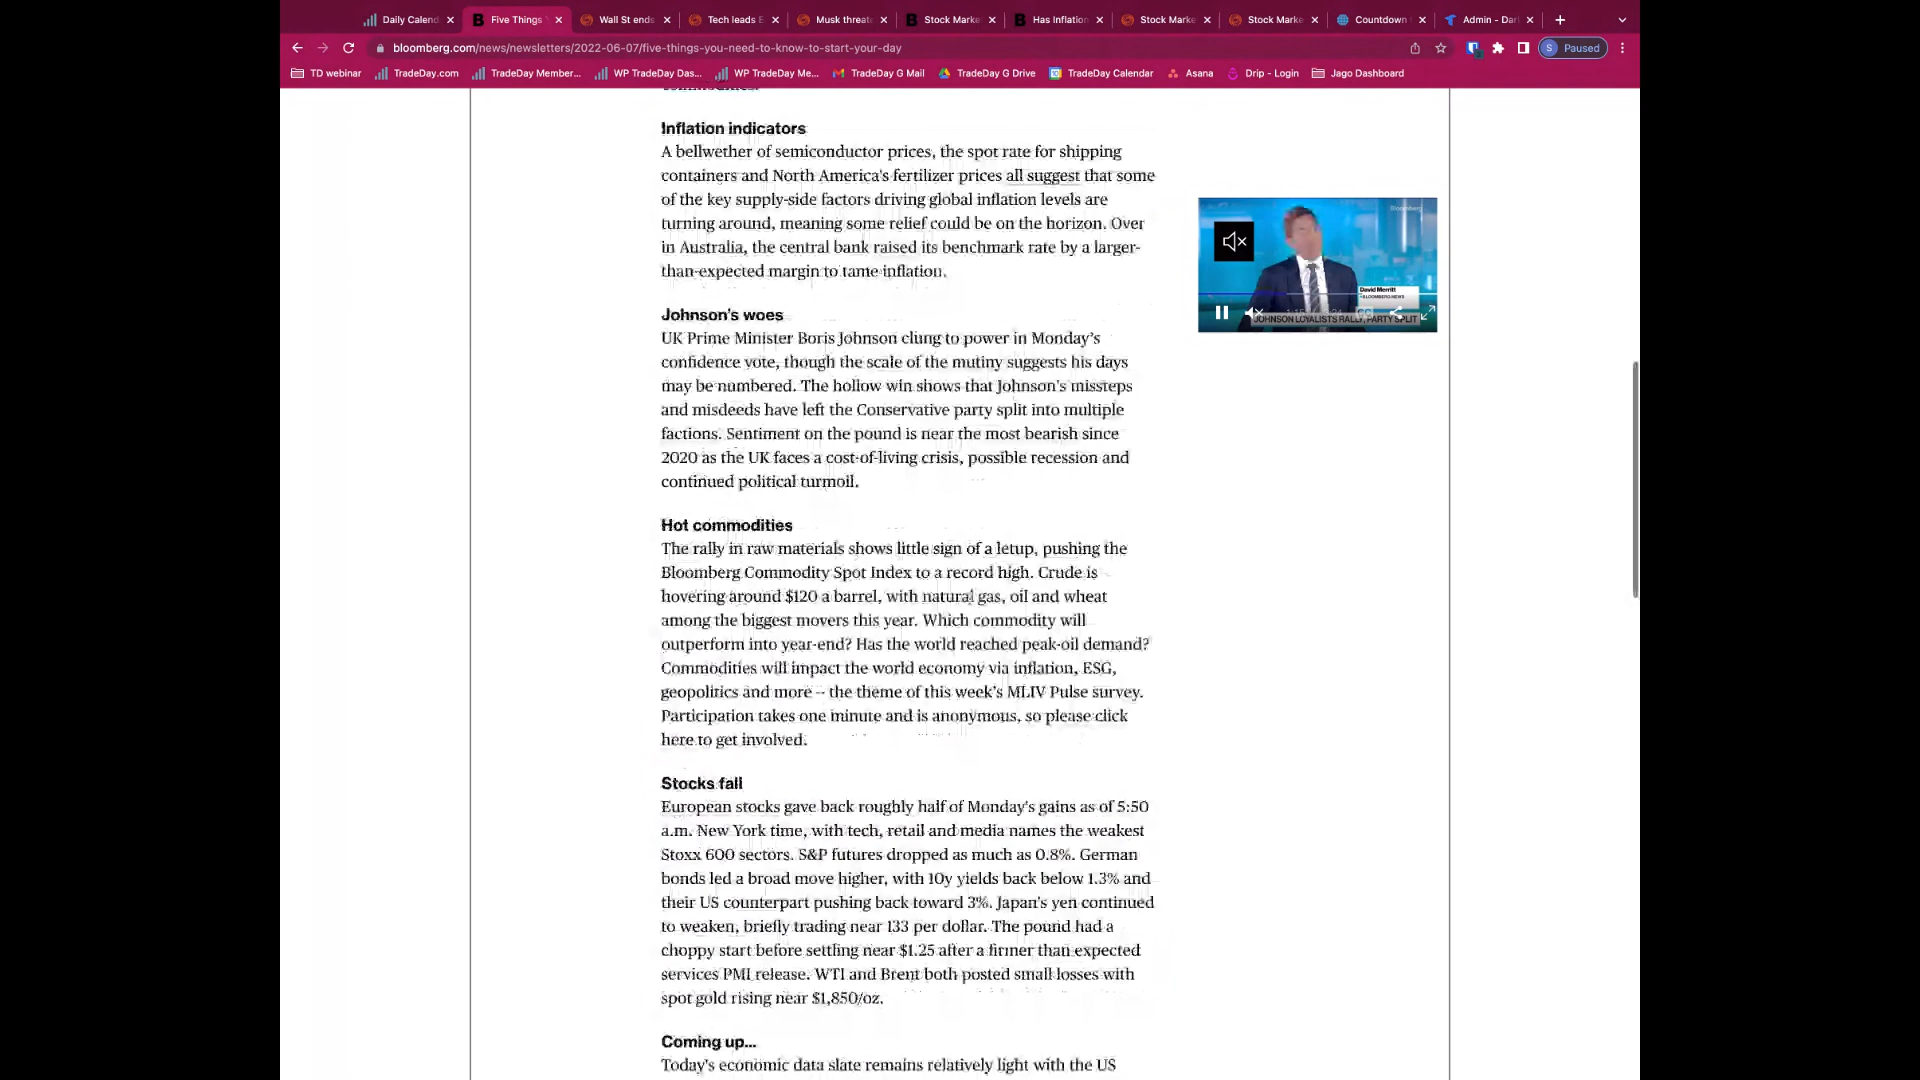 Daily Calend
Five Things
Wall St ends
Tech leads E
Musk threat
Stock Marke
Has Inflation
Stock Marke
Stock Marke
Countdown
Admin - Dar
bloomberg.com/news/newsletters/2022-06-07/five-things-you-need-to-know-to-start-your-day
S Paused
TD webinar
TradeDay.com
TradeDay Member...
WP TradeDay Das...
WP TradeDay Me...
TradeDay G Mail
TradeDay G Drive
TradeDay Calendar
Asana
Drip - Login
Jago Dashboard
Inflation indicators
A bellwether of semiconductor prices, the spot rate for shipping
containers and North America's fertilizer prices all suggest that some
of the key supply-side factors driving global inflation levels are
turning around, meaning some relief could be on the horizon. Over
in Australia, the central bank raised its benchmark rate by a larger-
than-expected margin to tame inflation.
Bloomberg
David Merritt
BLOOMBERG NEWS
JOHNSON LOYALISTS RALLY, PARTY SPLIT
Johnson's woes
UK Prime Minister Boris Johnson clung to power in Monday's
confidence vote, though the scale of the mutiny suggests his days
may be numbered. The hollow win shows that Johnson's missteps
and misdeeds have left the Conservative party split into multiple
factions. Sentiment on the pound is near the most bearish since
2020 as the UK faces a cost-of-living crisis, possible recession and
continued political turmoil.
Hot commodities
The rally in raw materials shows little sign of a letup, pushing the
Bloomberg Commodity Spot Index to a record high. Crude is
hovering around $120 a barrel, with natural gas, oil and wheat
among the biggest movers this year. Which commodity will
outperform into year-end? Has the world reached peak-oil demand?
Commodities will impact the world economy via inflation, ESG,
geopolitics and more -- the theme of this week's MLIV Pulse survey.
Participation takes one minute and is anonymous, so please click
here to get involved.
Stocks fall
European stocks gave back roughly half of Monday's gains as of 5:50
a.m. New York time, with tech, retail and media names the weakest
Stoxx 600 sectors. S&P futures dropped as much as 0.8%. German
bonds led a broad move higher, with 10y yields back below 1.3% and
their US counterpart pushing back toward 3%. Japan's yen continued
to weaken, briefly trading near 133 per dollar. The pound had a
choppy start before settling near $1.25 after a firmer than expected
services PMI release. WTI and Brent both posted small losses with
spot gold rising near $1,850/oz.
Coming up...
Today's economic data slate remains relatively light with the US